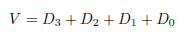 V = D₃ + D₂ + D₁ + D₀